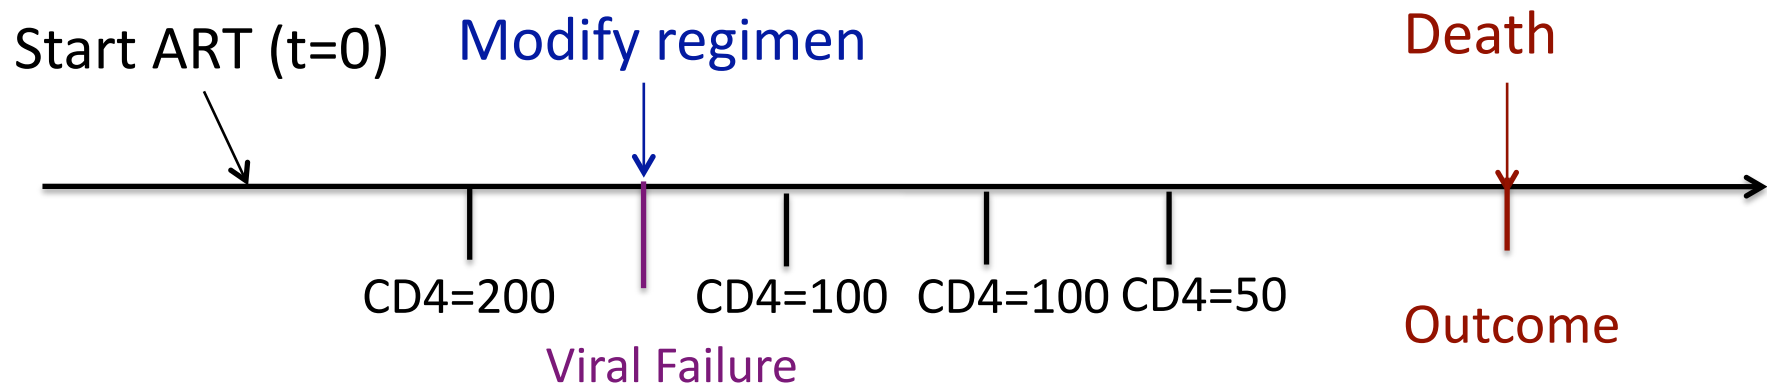 Start ART (t=0)
Modify regimen
Death
CD4=200
CD4=100
CD4=100
CD4=50
Viral Failure
Outcome